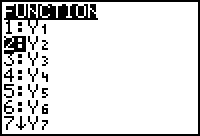 FUNCTION
1:Y₁
2:Y₂
3:Y₃
4:Y₄
5:Y₅
6:Y₆
7↓Y₇